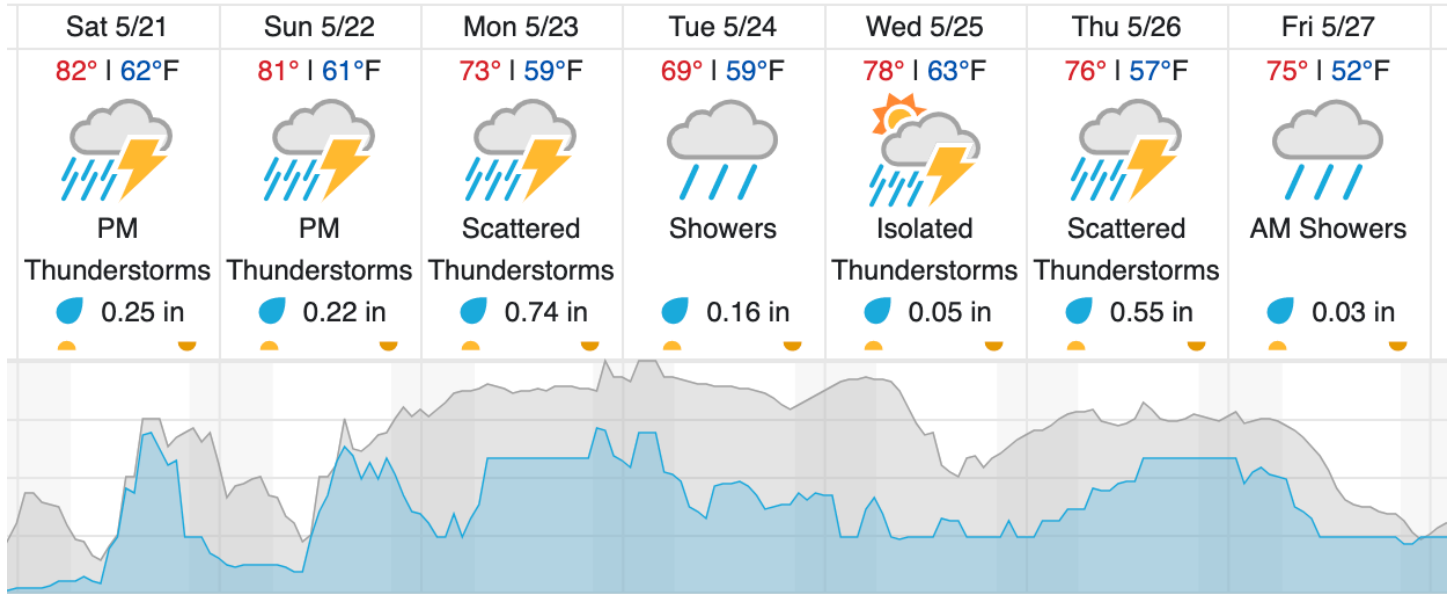 Sat 5/21
82° | 62°F
PM
Thunderstorms
0.25 in
Sun 5/22
81° | 61°F
PM
Thunderstorms
0.22 in
Mon 5/23
73° | 59°F
Scattered
Thunderstorms
0.74 in
Tue 5/24
69° | 59°F
Showers
0.16 in
Wed 5/25
78° | 63°F
Isolated
Thunderstorms
0.05 in
Thu 5/26
76° | 57°F
Scattered
Thunderstorms
0.55 in
Fri 5/27
75° | 52°F
AM Showers
0.03 in